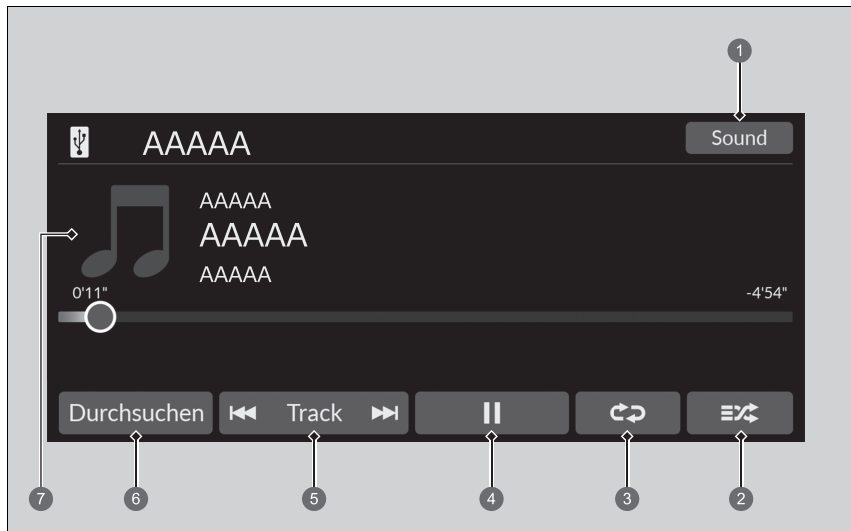 1
AAAAA
Sound
AAAAA
AAAAA
AAAAA
7
0'11"
-4'54"
Durchsuchen
Track
6
5
4
3
2